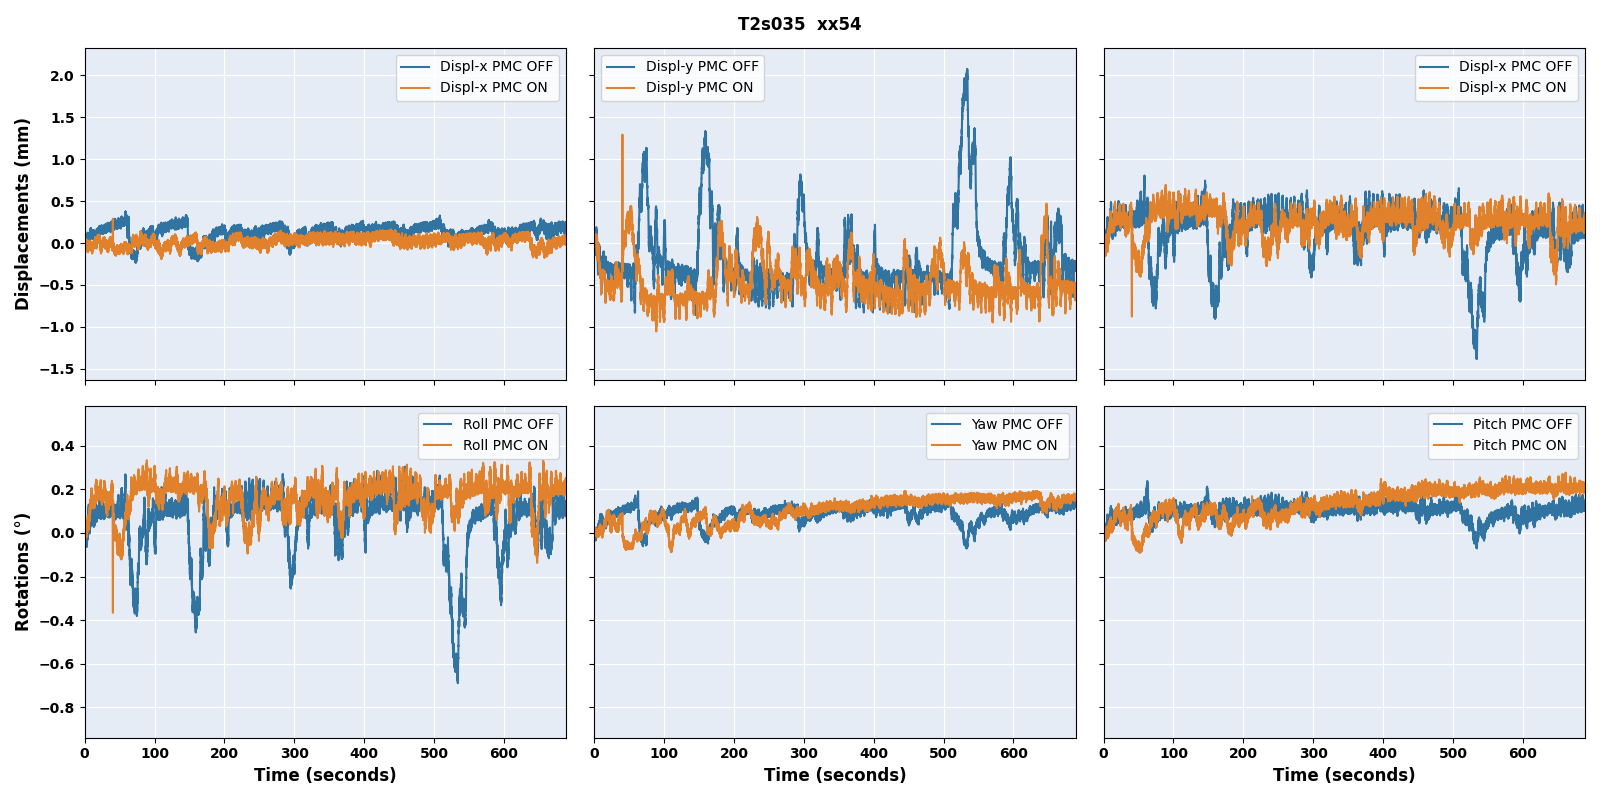 T2s035  xx54
Displacements (mm)
2.0
1.5
1.0
0.5
0.0
−0.5
−1.0
−1.5
Displ-x PMC OFF
Displ-x PMC ON
Displ-y PMC OFF
Displ-y PMC ON
Displ-x PMC OFF
Displ-x PMC ON
Rotations (°)
0.4
0.2
0.0
−0.2
−0.4
−0.6
−0.8
Roll PMC OFF
Roll PMC ON
Yaw PMC OFF
Yaw PMC ON
Pitch PMC OFF
Pitch PMC ON
0 100 200 300 400 500 600
0 100 200 300 400 500 600
0 100 200 300 400 500 600
Time (seconds)
Time (seconds)
Time (seconds)